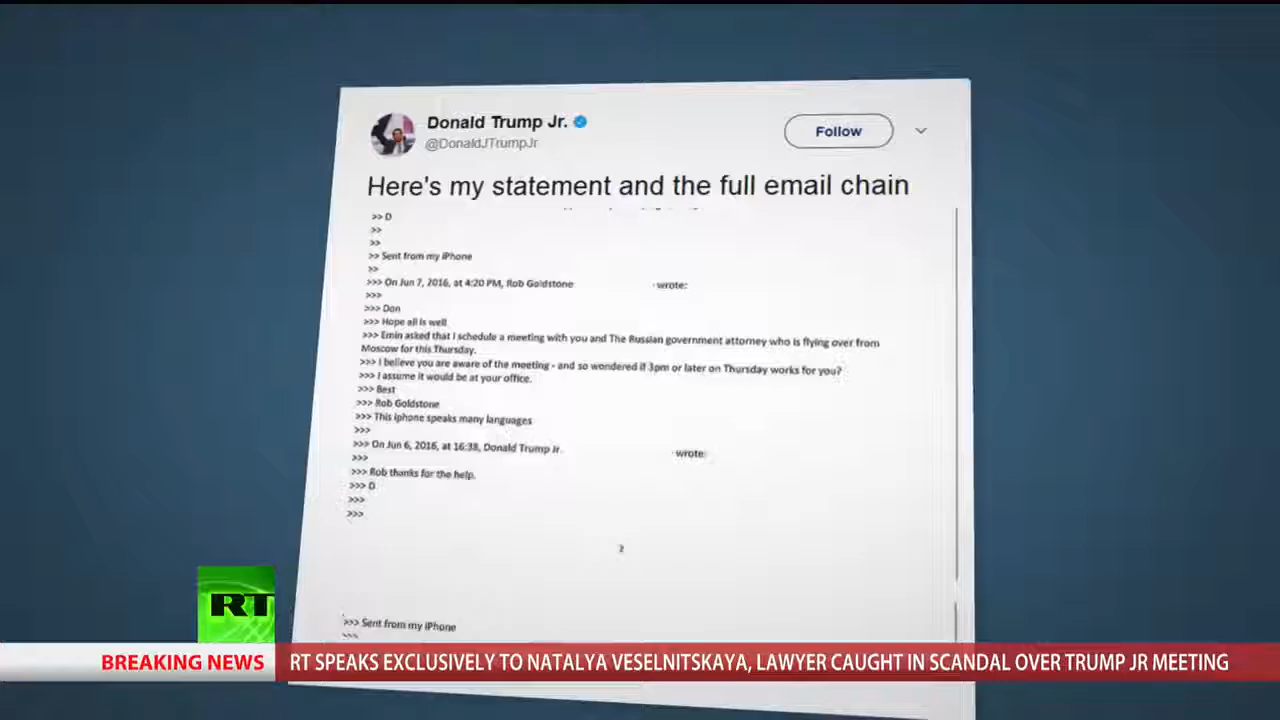 Donald Trump Jr.
Follow
@DonaldJTrumpJr
Here's my statement and the full email chain
>> D
>>
>>
>> Sent from my iPhone
>>
>>> On Jun 7, 2016, at 4:20 PM, Rob Goldstone wrote:
>>>
>>> Don
>>> Hope all is well
>>> Emin asked that I schedule a meeting with you and The Russian government attorney who is flying over from
Moscow for this Thursday.
>>> I believe you are aware of the meeting - and so wondered if 3pm or later on Thursday works for you?
>>> I assume it would be at your office.
>>> Best
>>> Rob Goldstone
>>> This iphone speaks many languages
>>>
>>> On Jun 6, 2016, at 16:38, Donald Trump Jr. wrote:
>>>
>>> Rob thanks for the help.
>>> D
>>>
>>>
2
>>> Sent from my iPhone
>>>
RT
BREAKING NEWS
RT SPEAKS EXCLUSIVELY TO NATALYA VESELNITSKAYA, LAWYER CAUGHT IN SCANDAL OVER TRUMP JR MEETING